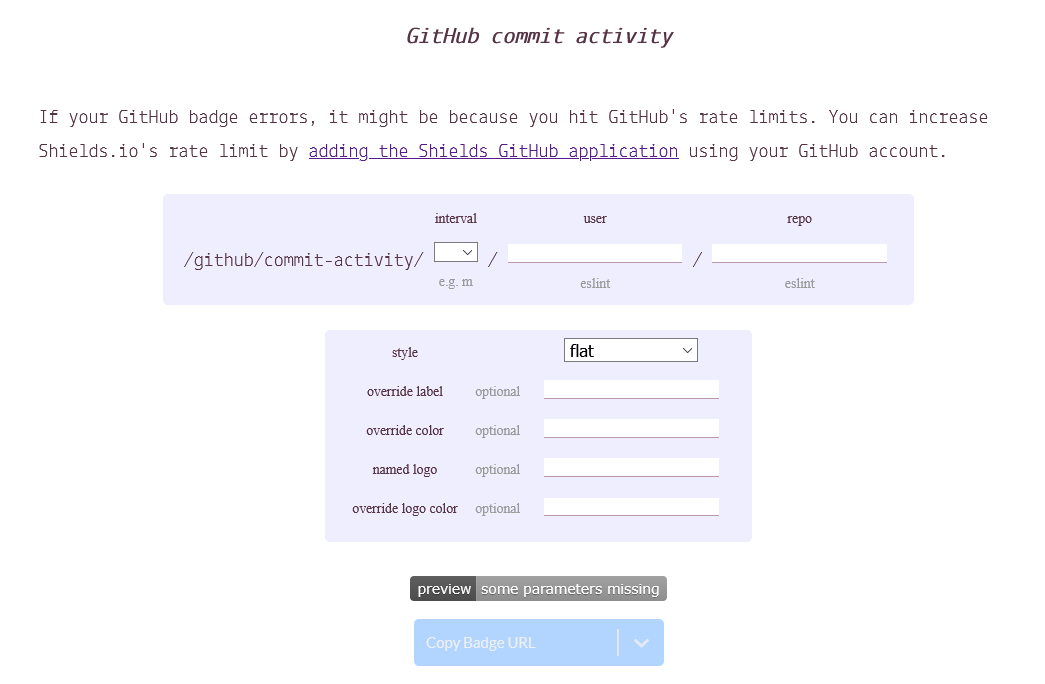 GitHub commit activity
If your GitHub badge errors, it might be because you hit GitHub's rate limits. You can increase
Shields.io's rate limit by adding the Shields GitHub application using your GitHub account.
interval user repo
/github/commit-activity/ / /
e.g. m eslint eslint
style flat
override label optional
override color optional
named logo optional
override logo color optional
preview some parameters missing
Copy Badge URL